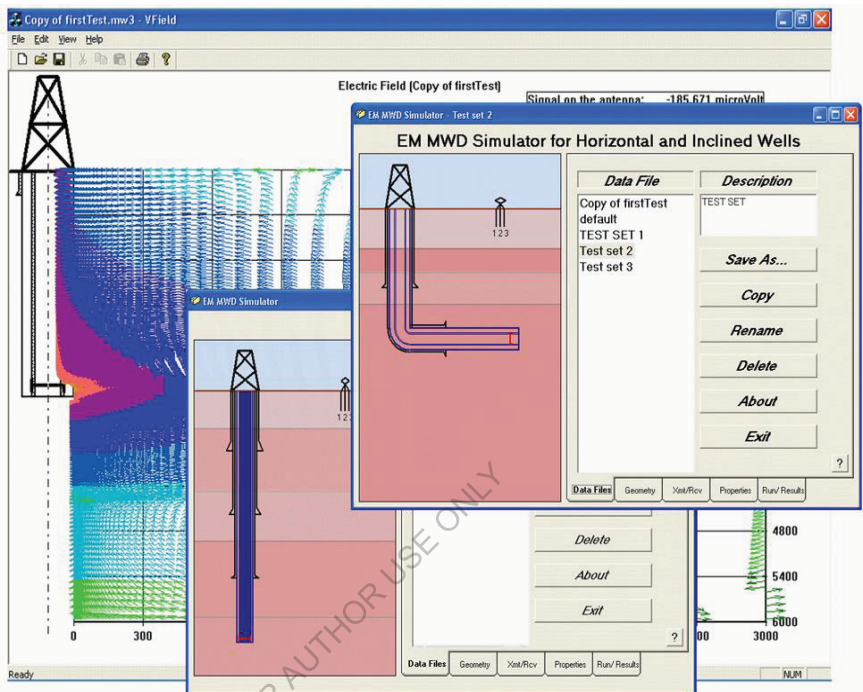 Copy of firstTest.mw3 - VField
File Edit View Help
Electric Field (Copy of firstTest)
Signal on the antenna: -185.671 microVolt
EM MWD Simulator - Test set 2
EM MWD Simulator for Horizontal and Inclined Wells
Data File
Description
Copy of firstTest
default
TEST SET 1
Test set 2
Test set 3
TEST SET
1 2 3
Save As...
Copy
Rename
Delete
About
Exit
?
Data Files Geometry Xmt/Rcv Properties Run/ Results
EM MWD Simulator
1 2
Delete
About
Exit
?
Data Files Geometry Xmt/Rcv Properties Run/ Results
4800
5400
6000
0 300 00 3000
Ready
NUM
R AUTHOR USE ONLY